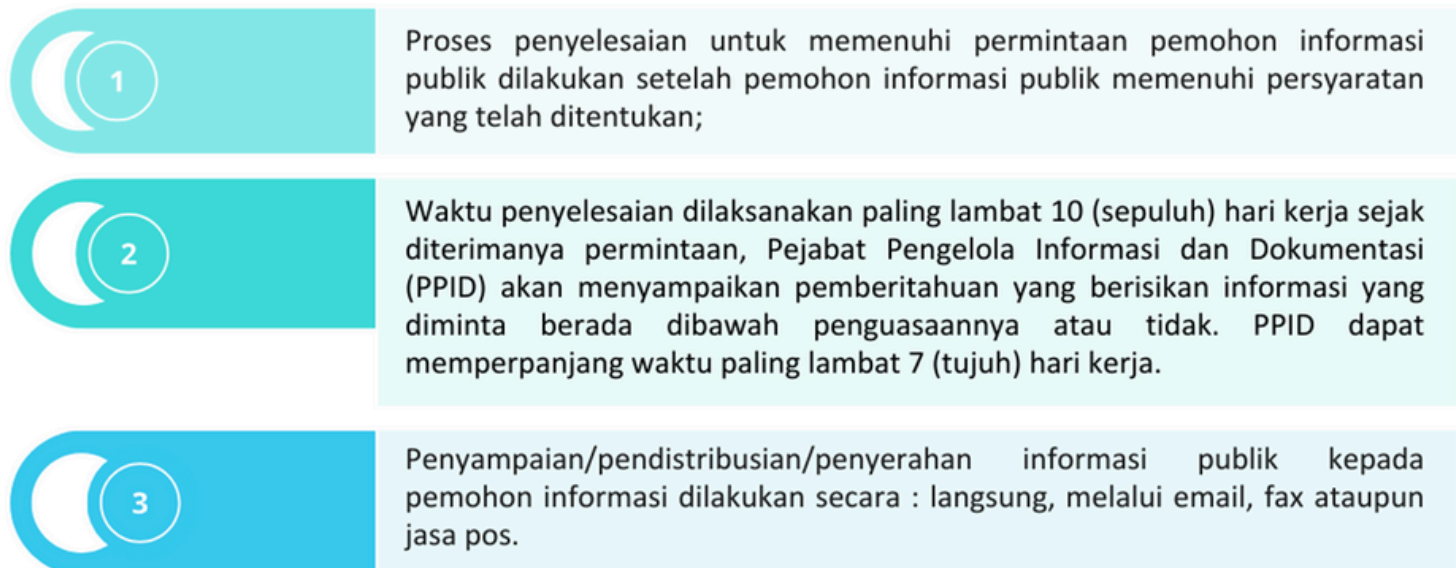 1
Proses penyelesaian untuk memenuhi permintaan pemohon informasi
publik dilakukan setelah pemohon informasi publik memenuhi persyaratan
yang telah ditentukan;
2
Waktu penyelesaian dilaksanakan paling lambat 10 (sepuluh) hari kerja sejak
diterimanya permintaan, Pejabat Pengelola Informasi dan Dokumentasi
(PPID) akan menyampaikan pemberitahuan yang berisikan informasi yang
diminta berada dibawah penguasaannya atau tidak. PPID dapat
memperpanjang waktu paling lambat 7 (tujuh) hari kerja.
3
Penyampaian/pendistribusian/penyerahan informasi publik kepada
pemohon informasi dilakukan secara : langsung, melalui email, fax ataupun
jasa pos.